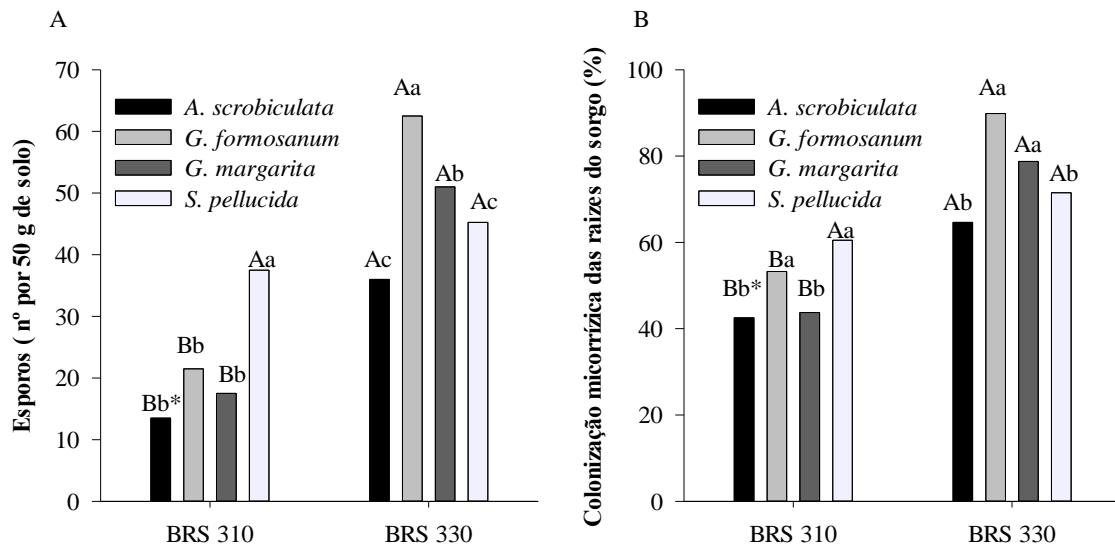 A
Esporos ( nº por 50 g de solo)
70
60
50
40
30
20
10
0
A. scrobiculata
G. formosanum
G. margarita
S. pellucida
Bb*
Bb
Bb
Aa
Ac
Aa
Ab
Ac
BRS 310
BRS 330
B
Colonização micorrízica das raizes do sorgo (%)
100
80
60
40
20
0
A. scrobiculata
G. formosanum
G. margarita
S. pellucida
Bb*
Ba
Bb
Aa
Ab
Aa
Aa
Ab
BRS 310
BRS 330